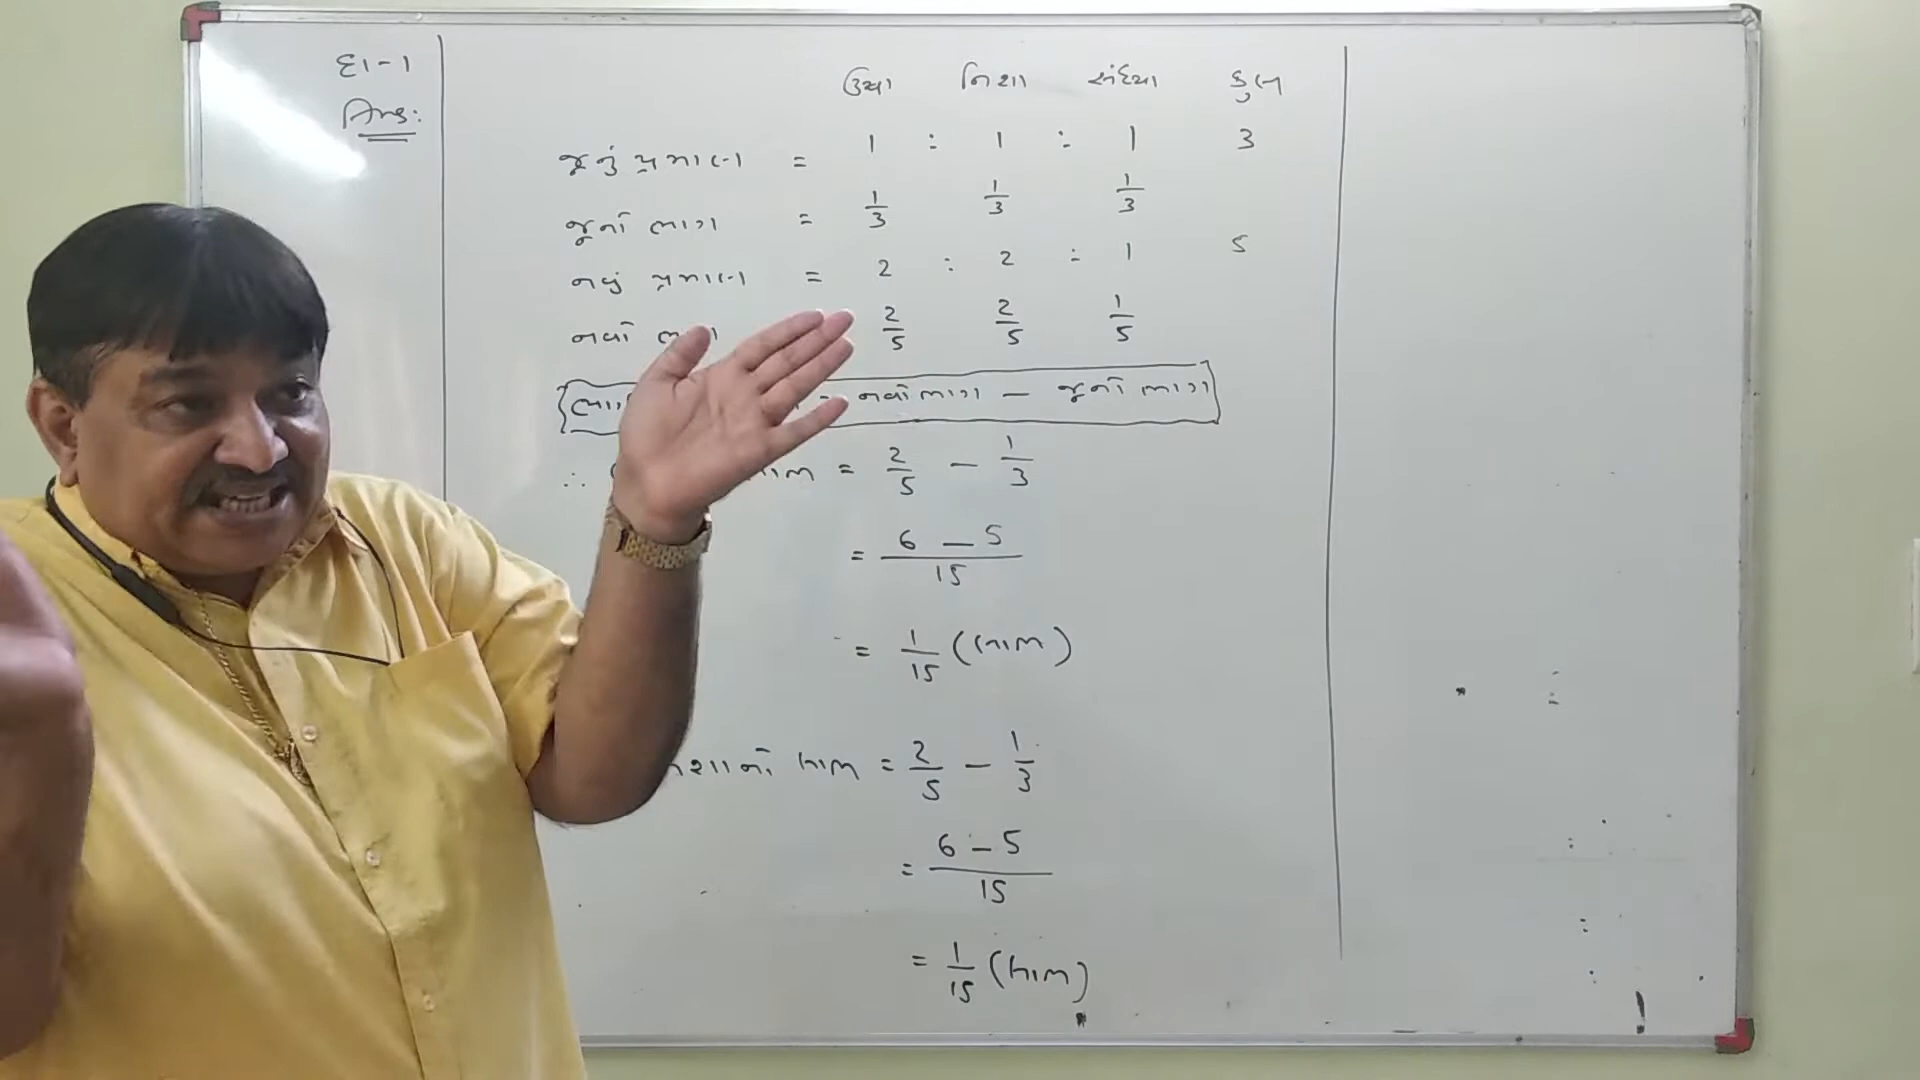 દા-1
Ans:
ઉષા નિશા સંધ્યા કુલ
જૂનું પ્રમાણ = 1 : 1 : 1 3
જૂનો ભાગ = 1/3 1/3 1/3
નવું પ્રમાણ = 2 : 2 : 1 5
નવો 2/5 2/5 1/5
- નવો ભાગ - જૂનો ભાગ
∴ = 2/5 - 1/3
= 6 - 5 / 15
= 1/15 (લાભ)
લાભ = 2/5 - 1/3
= 6 - 5 / 15
= 1/15 (લાભ)